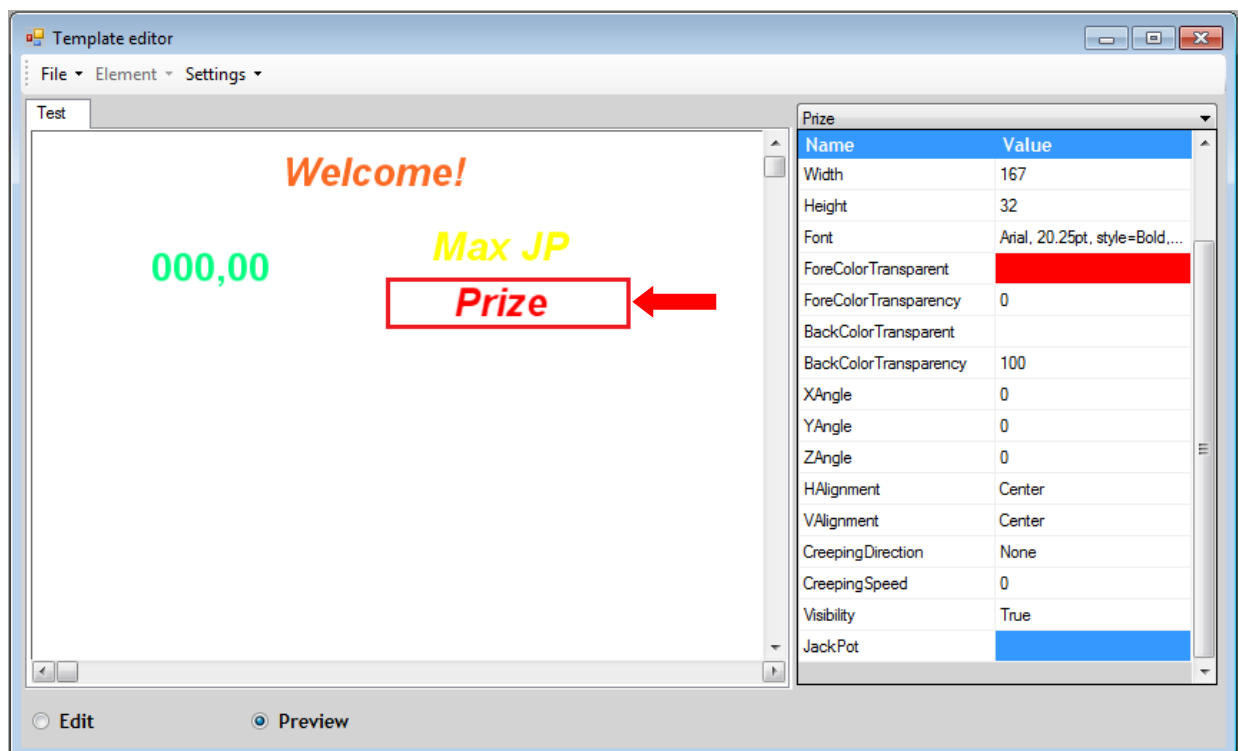 Template editor
File Element Settings
Test
Welcome!
000,00
Max JP
Prize
Prize
Name Value
Width 167
Height 32
Font Arial, 20.25pt, style=Bold,...
ForeColorTransparent
ForeColorTransparency 0
BackColorTransparent
BackColorTransparency 100
XAngle 0
YAngle 0
ZAngle 0
HAlignment Center
VAlignment Center
CreepingDirection None
CreepingSpeed 0
Visibility True
JackPot
Edit Preview